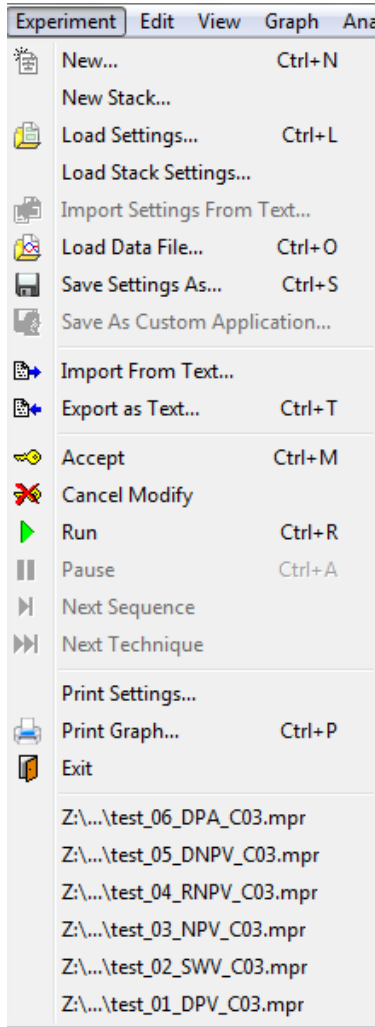 Experiment Edit View Graph Ana
New... Ctrl+N
New Stack...
Load Settings... Ctrl+L
Load Stack Settings...
Import Settings From Text...
Load Data File... Ctrl+O
Save Settings As... Ctrl+S
Save As Custom Application...
Import From Text...
Export as Text... Ctrl+T
Accept Ctrl+M
Cancel Modify
Run Ctrl+R
Pause Ctrl+A
Next Sequence
Next Technique
Print Settings...
Print Graph... Ctrl+P
Exit
Z:\...\test_06_DPA_C03.mpr
Z:\...\test_05_DNPV_C03.mpr
Z:\...\test_04_RNPV_C03.mpr
Z:\...\test_03_NPV_C03.mpr
Z:\...\test_02_SWV_C03.mpr
Z:\...\test_01_DPV_C03.mpr